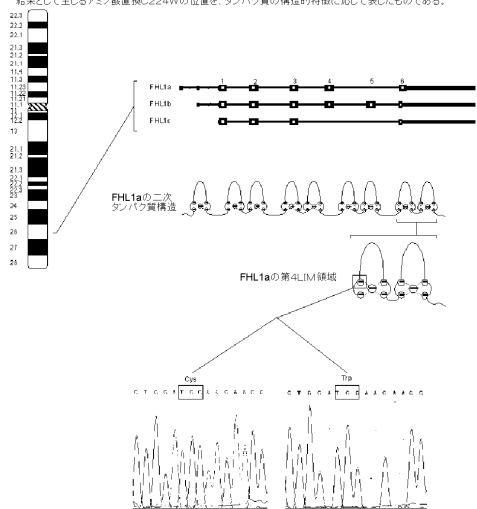 結果として生じるアミノ酸置換C224Wの位置を、タンパク質の構造的特徴に応じて表したものである。
22.3
22.2
22.1
21.3
21.2
21.1
11.4
11.3
11.23
11.22
11.21
11.1
11.1
12.2
13
21.1
21.2
21.3
22.1
22.2
22.3
23
24
25
26
27
28
1 2 3 4 5 6
FHL1a
FHL1b
FHL1c
FHL1aの二次
タンパク質構造
FHL1aの第4LIM領域
Cys
Trp